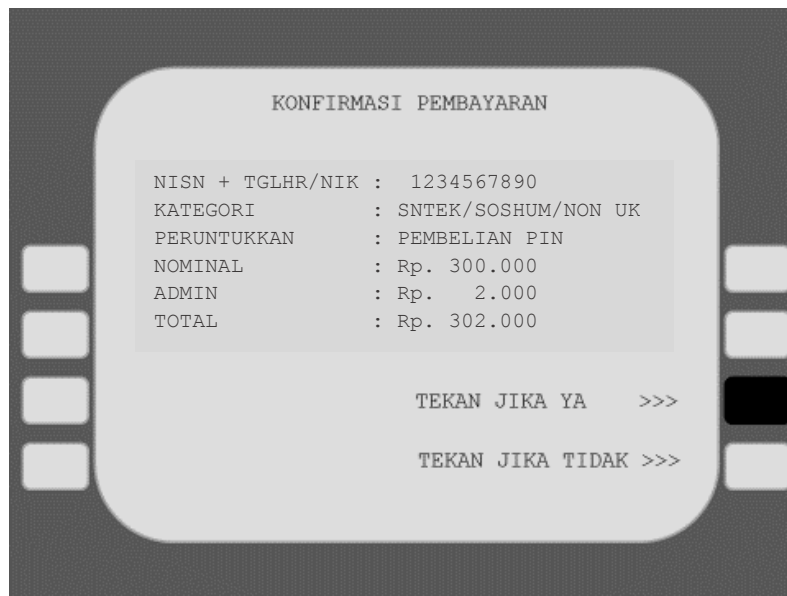 KONFIRMASI PEMBAYARAN
NISN + TGLHR/NIK : 1234567890
KATEGORI : SNTEK/SOSHUM/NON UK
PERUNTUKKAN : PEMBELIAN PIN
NOMINAL : Rp. 300.000
ADMIN : Rp. 2.000
TOTAL : Rp. 302.000
TEKAN JIKA YA >>>
TEKAN JIKA TIDAK >>>